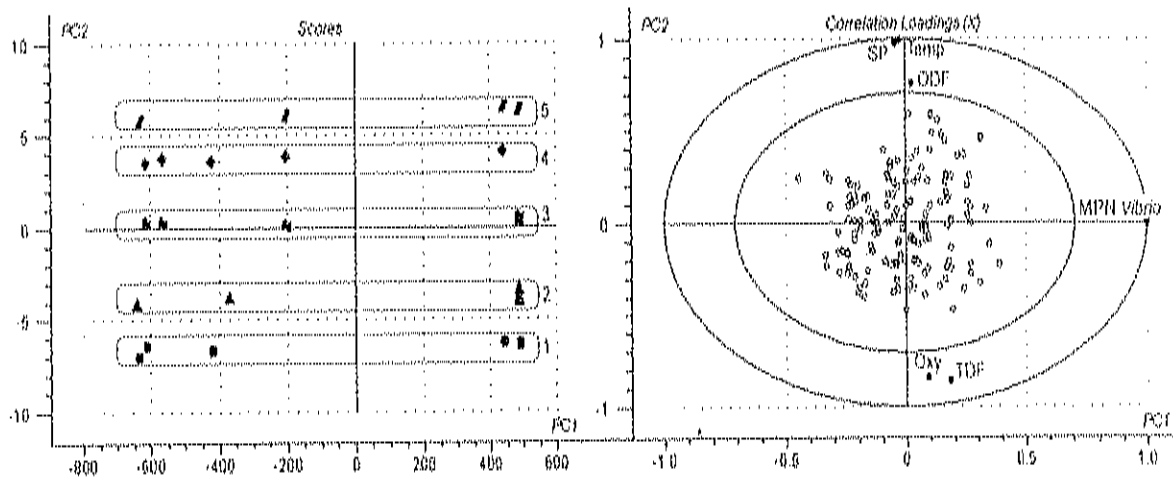 PC2
Scores
10
5
0
-5
-10
5
4
3
2
1
PC1
-800 -600 -400 -200 0 200 400 600
PC2
Correlation Loadings (X)
1
0
-1
SP Temp
ODF
MPN Vibrio
Oxy TDF
PC1
-1.0 -0.5 0 0.5 1.0